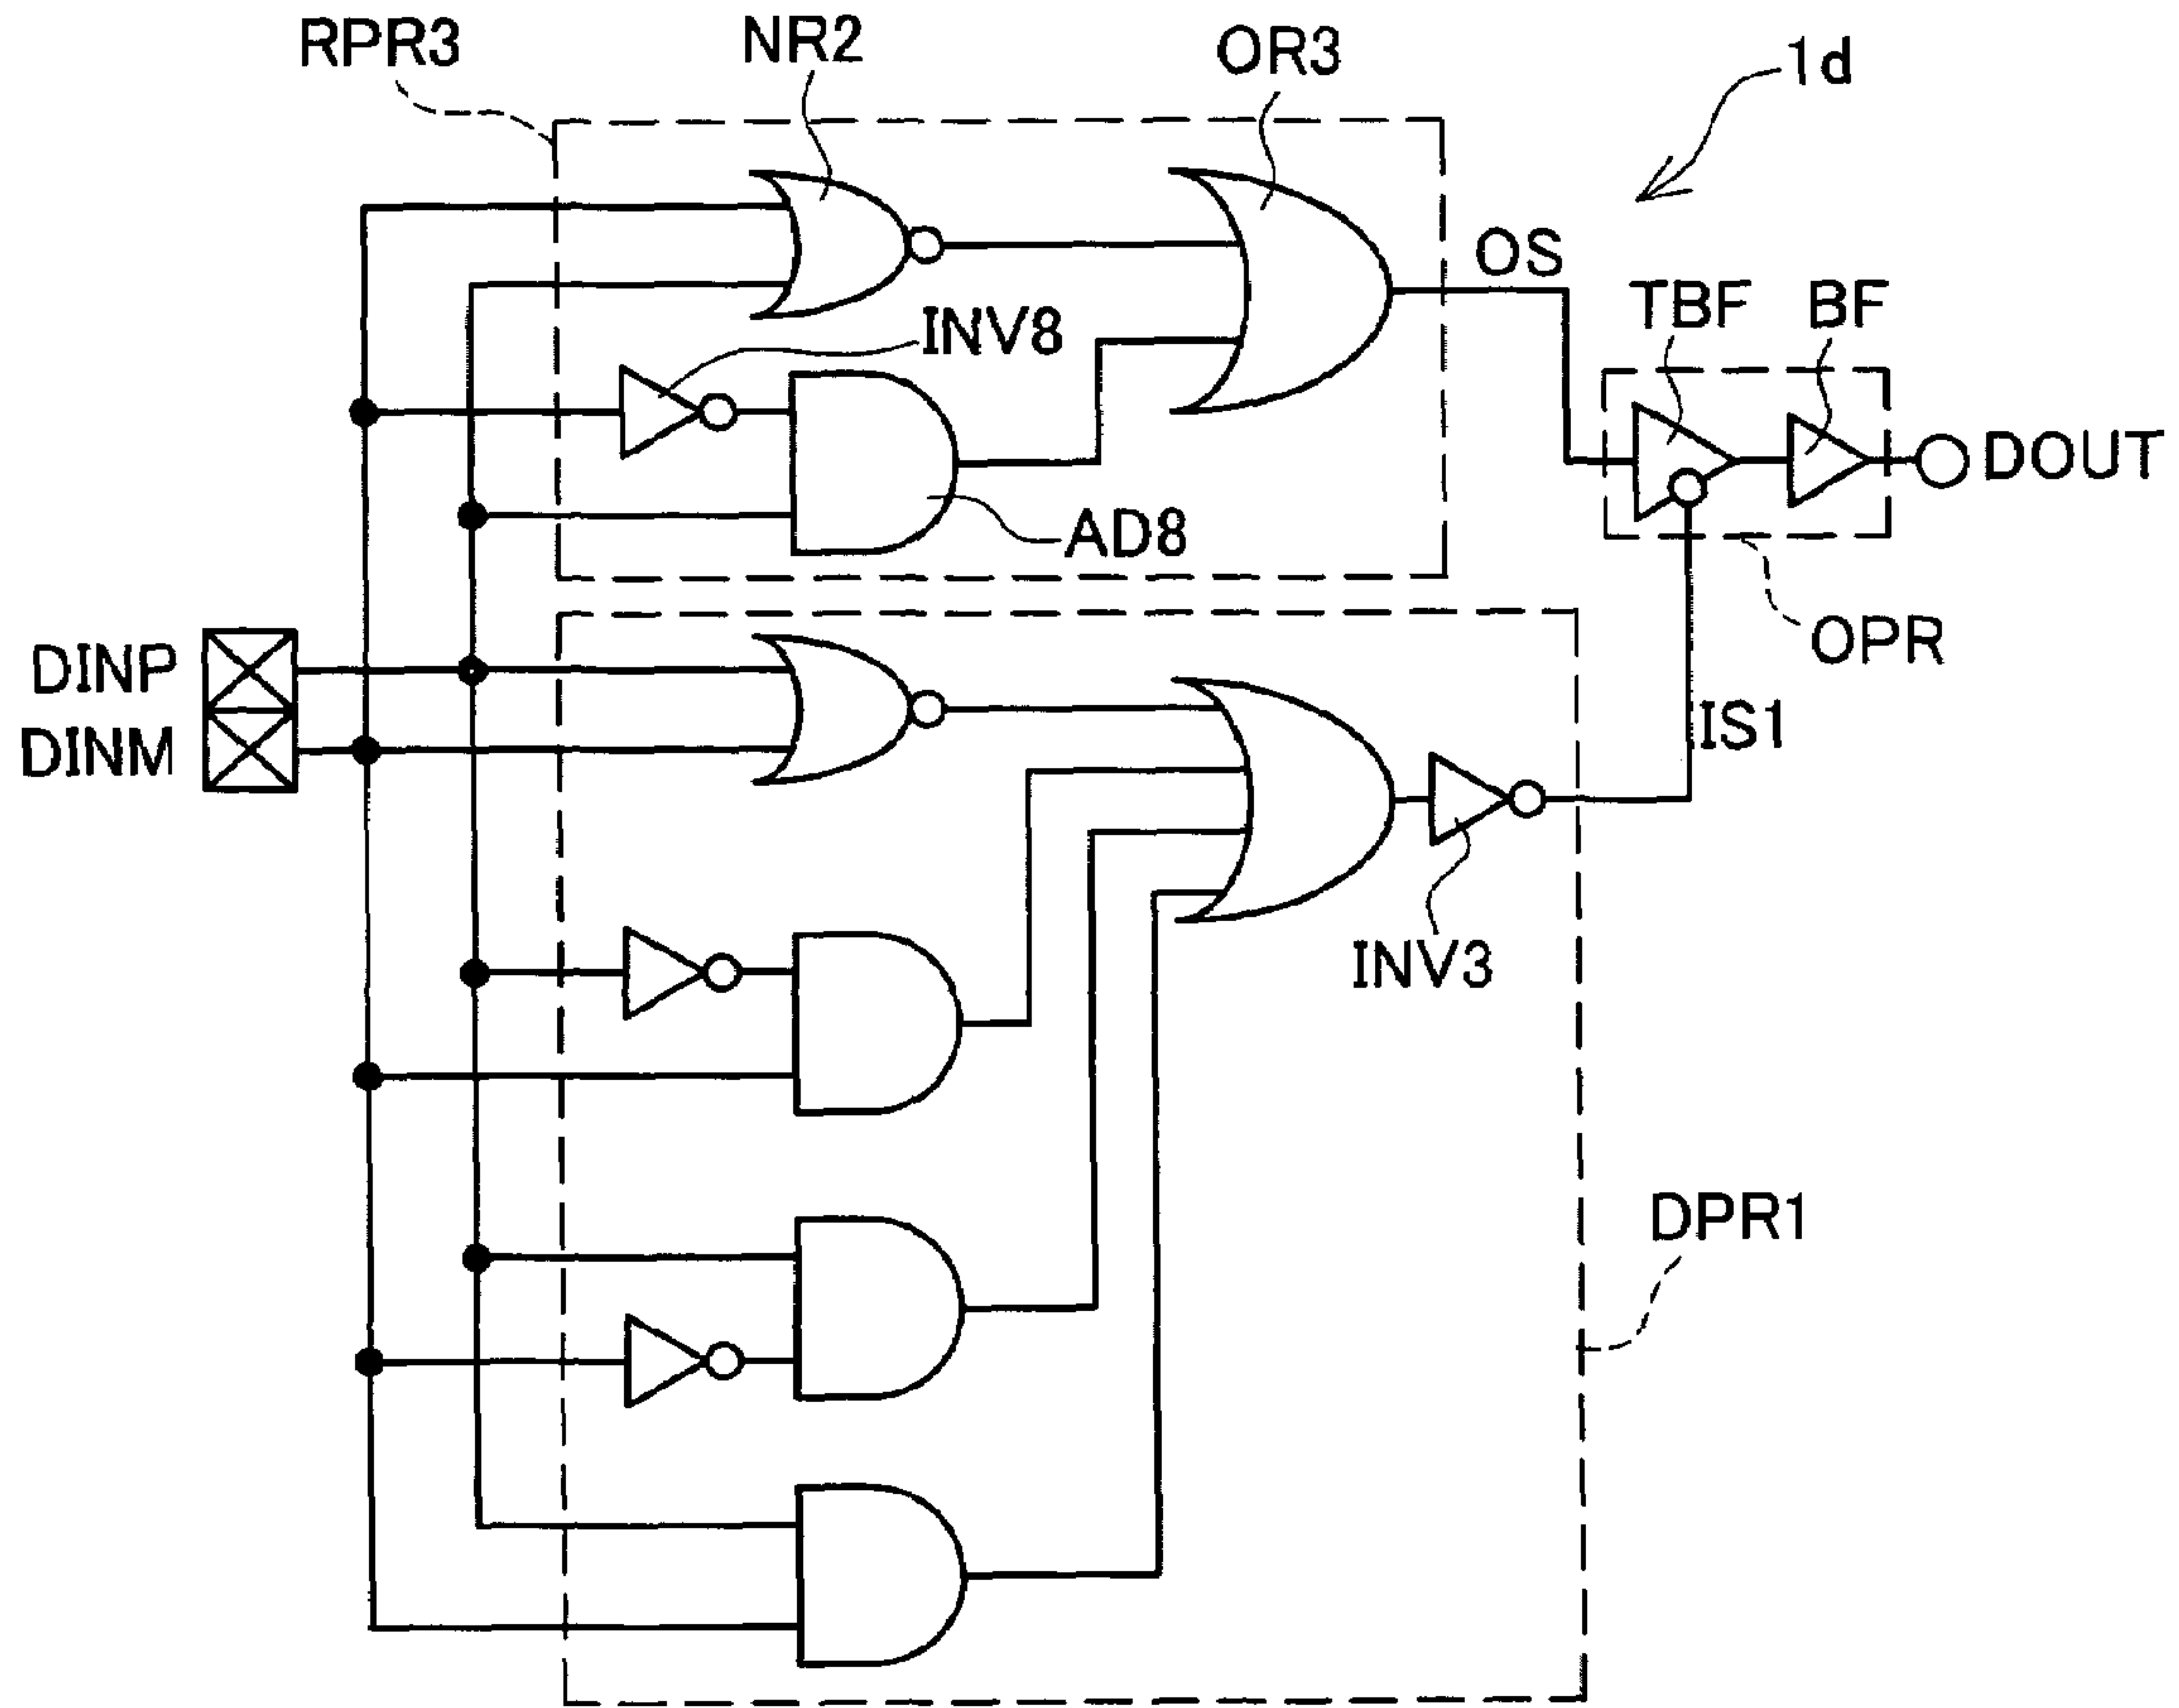 RPR3
NR2
OR3
1d
OS
TBF
BF
INV8
DOUT
AD8
DINP
DINM
OPR
IS1
INV3
DPR1